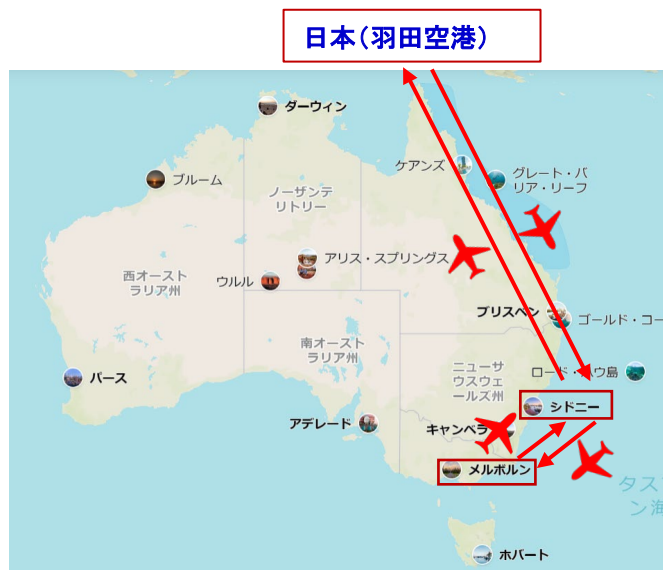 日本（羽田空港）
ダーウィン
ケアンズ
グレート・バ
リア・リーフ
ブルーム
ノーザンテ
リトリー
アリス・スプリングス
西オースト
ラリア州
ウルル
ブリスベン
ゴールド・コー
南オースト
ラリア州
ニューサ
ウスウェ
ールズ州
ロード・ハウ島
パース
シドニー
アデレード
キャンベラ
メルボルン
タス
ン海
ホバート